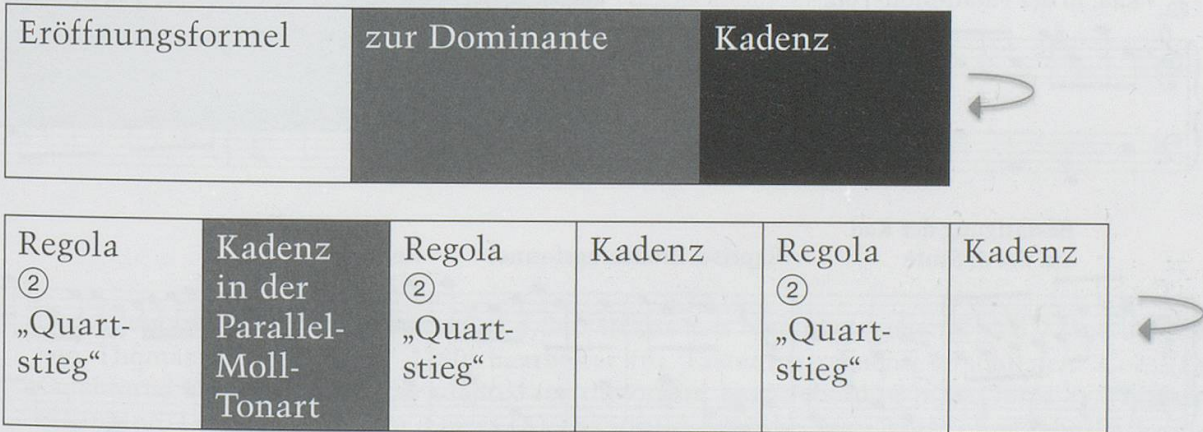 Eröffnungsformel
zur Dominante
Kadenz
Regola
②
„Quart-
stieg“
Kadenz
in der
Parallel-
Moll-
Tonart
Regola
②
„Quart-
stieg“
Kadenz
Regola
②
„Quart-
stieg“
Kadenz